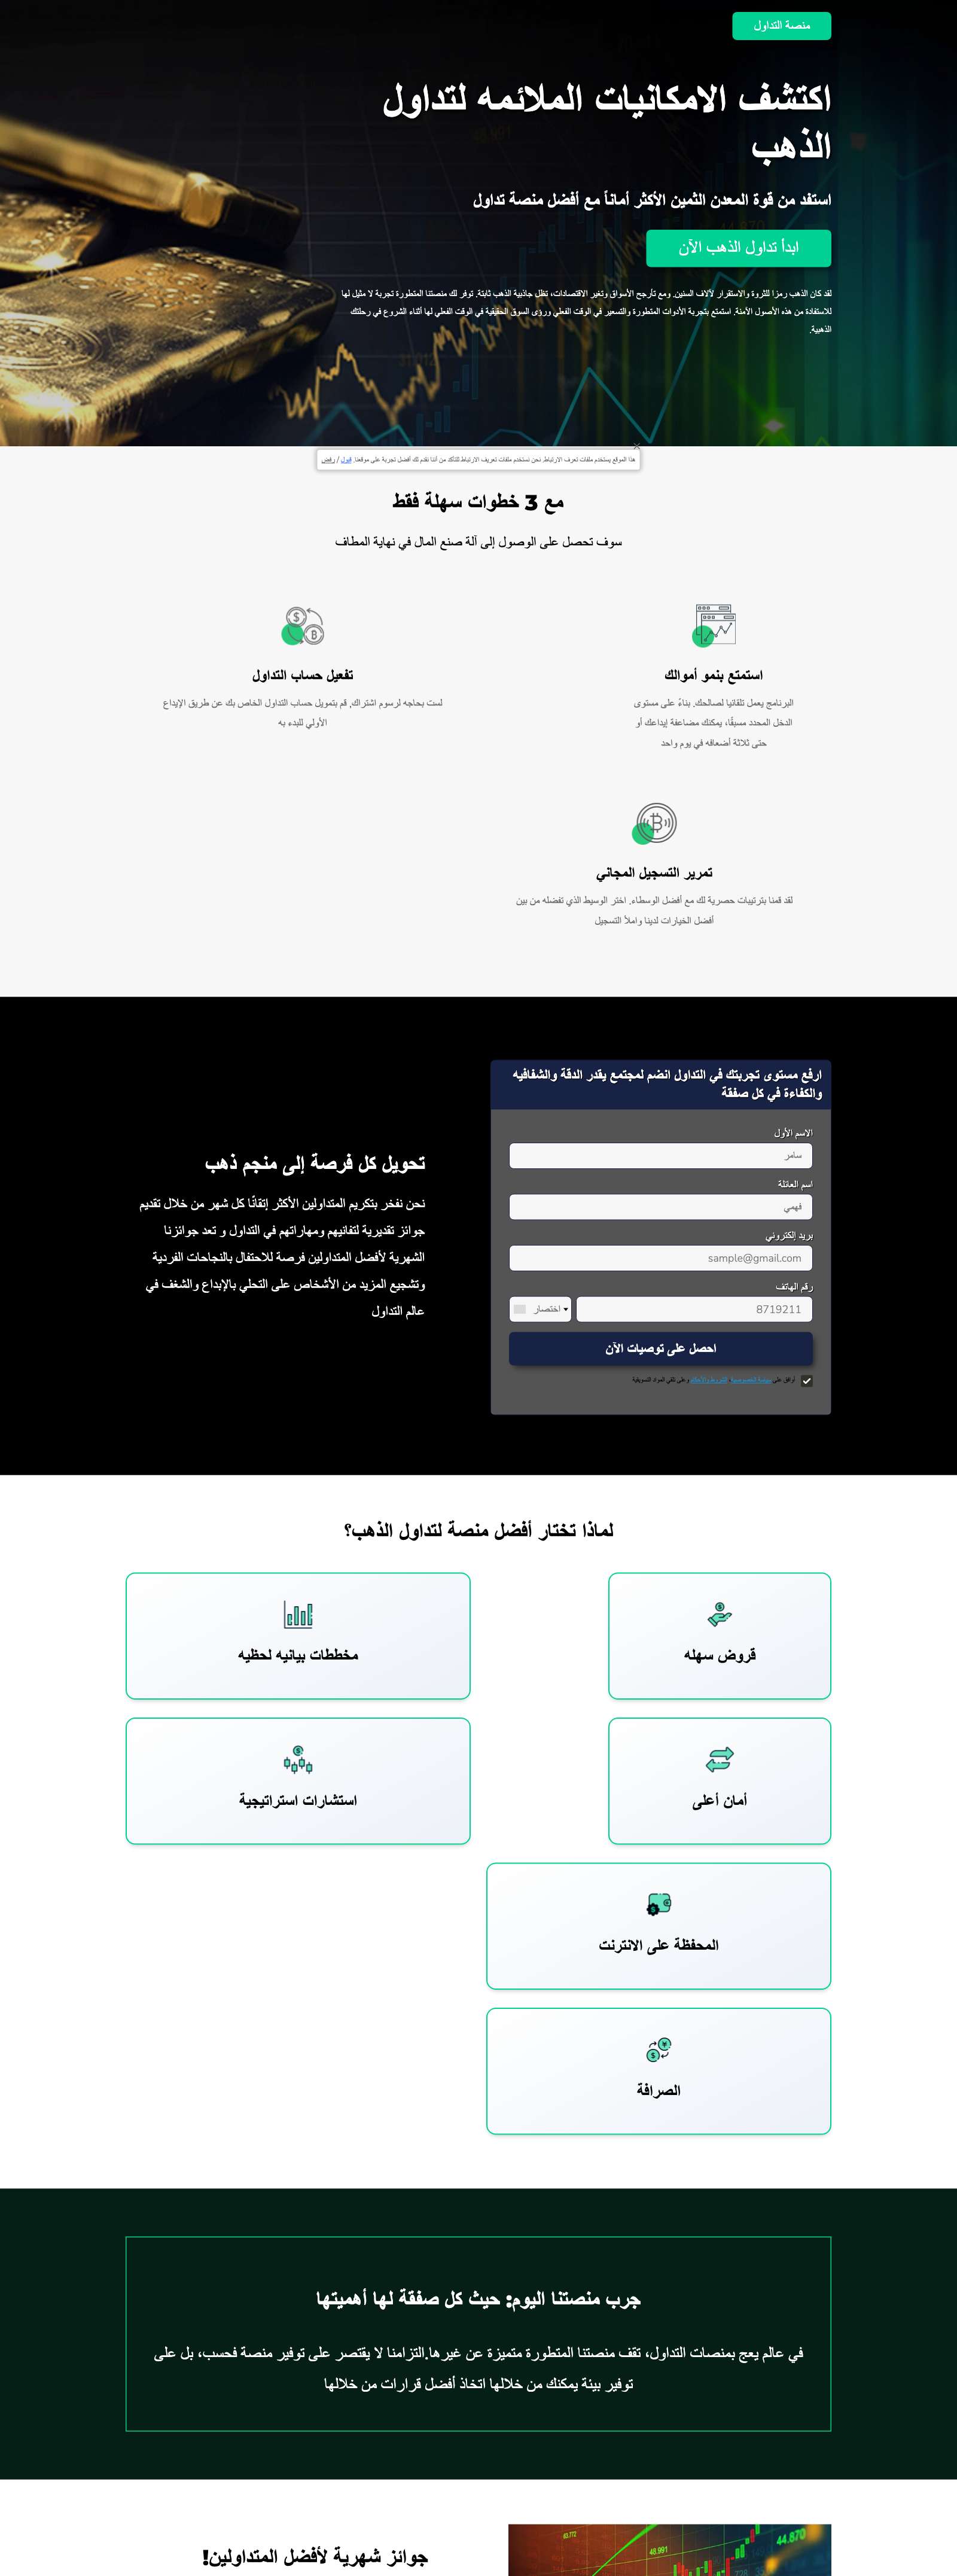 منصة التداول
اكتشف الامكانيات الملائمه لتداول
الذهب
استفد من قوة المعدن الثمين الأكثر أماناً مع أفضل منصة تداول
ابدأ تداول الذهب الآن
لقد كان الذهب رمزا للثروة والاستقرار لآلاف السنين. ومع تأرجح الأسواق وتغير الاقتصادات، تظل جاذبية الذهب ثابتة. توفر لك منصتنا المتطورة تجربة لا مثيل لها
للاستفادة من هذه الأصول الآمنة. استمتع بتجربة الأدوات المتطورة والتسعير في الوقت الفعلي ورؤى السوق الحقيقية في الوقت الفعلي لها أثناء الشروع في رحلتك
الذهبية.
هذا الموقع يستخدم ملفات تعرف الارتباط. نحن نستخدم ملفات تعريف الارتباط للتأكد من أننا نقدم لك أفضل تجربة على موقعنا. قبول / رفض
مع 3 خطوات سهلة فقط
سوف تحصل على الوصول إلى آلة صنع المال في نهاية المطاف
استمتع بنمو أموالك
البرنامج يعمل تلقائيا لصالحك. بناءً على مستوى
الدخل المحدد مسبقًا، يمكنك مضاعفة إيداعك أو
حتى ثلاثة أضعافه في يوم واحد
تفعيل حساب التداول
لست بحاجه لرسوم اشتراك, قم بتمويل حساب التداول الخاص بك عن طريق الإيداع
الأولي للبدء به
تمرير التسجيل المجاني
لقد قمنا بترتيبات حصرية لك مع أفضل الوسطاء. اختر الوسيط الذي تفضله من بين
أفضل الخيارات لدينا واملأ التسجيل
ارفع مستوى تجربتك في التداول انضم لمجتمع يقدر الدقة والشفافيه
والكفاءة في كل صفقة
الاسم الأول
سامر
اسم العائلة
فهمي
بريد إلكتروني
sample@gmail.com
رقم الهاتف
8719211
اختصار
احصل على توصيات الآن
أوافق على سياسة الخصوصية, الشروط والأحكام وعلى تلقي المواد التسويقية
تحويل كل فرصة إلى منجم ذهب
نحن نفخر بتكريم المتداولين الأكثر إتقانًا كل شهر من خلال تقديم
جوائز تقديرية لتفانيهم ومهاراتهم في التداول و تعد جوائزنا
الشهرية لأفضل المتداولين فرصة للاحتفال بالنجاحات الفردية
وتشجيع المزيد من الأشخاص على التحلي بالإبداع والشغف في
عالم التداول
لماذا تختار أفضل منصة لتداول الذهب؟
قروض سهله
مخططات بيانيه لحظيه
أمان أعلى
استشارات استراتيجية
المحفظة على الانترنت
الصرافة
جرب منصتنا اليوم: حيث كل صفقة لها أهميتها
في عالم يعج بمنصات التداول، تقف منصتنا المتطورة متميزة عن غيرها.التزامنا لا يقتصر على توفير منصة فحسب، بل على
توفير بيئة يمكنك من خلالها اتخاذ أفضل قرارات من خلالها
جوائز شهرية لأفضل المتداولين!
63.772
48.991
44.870